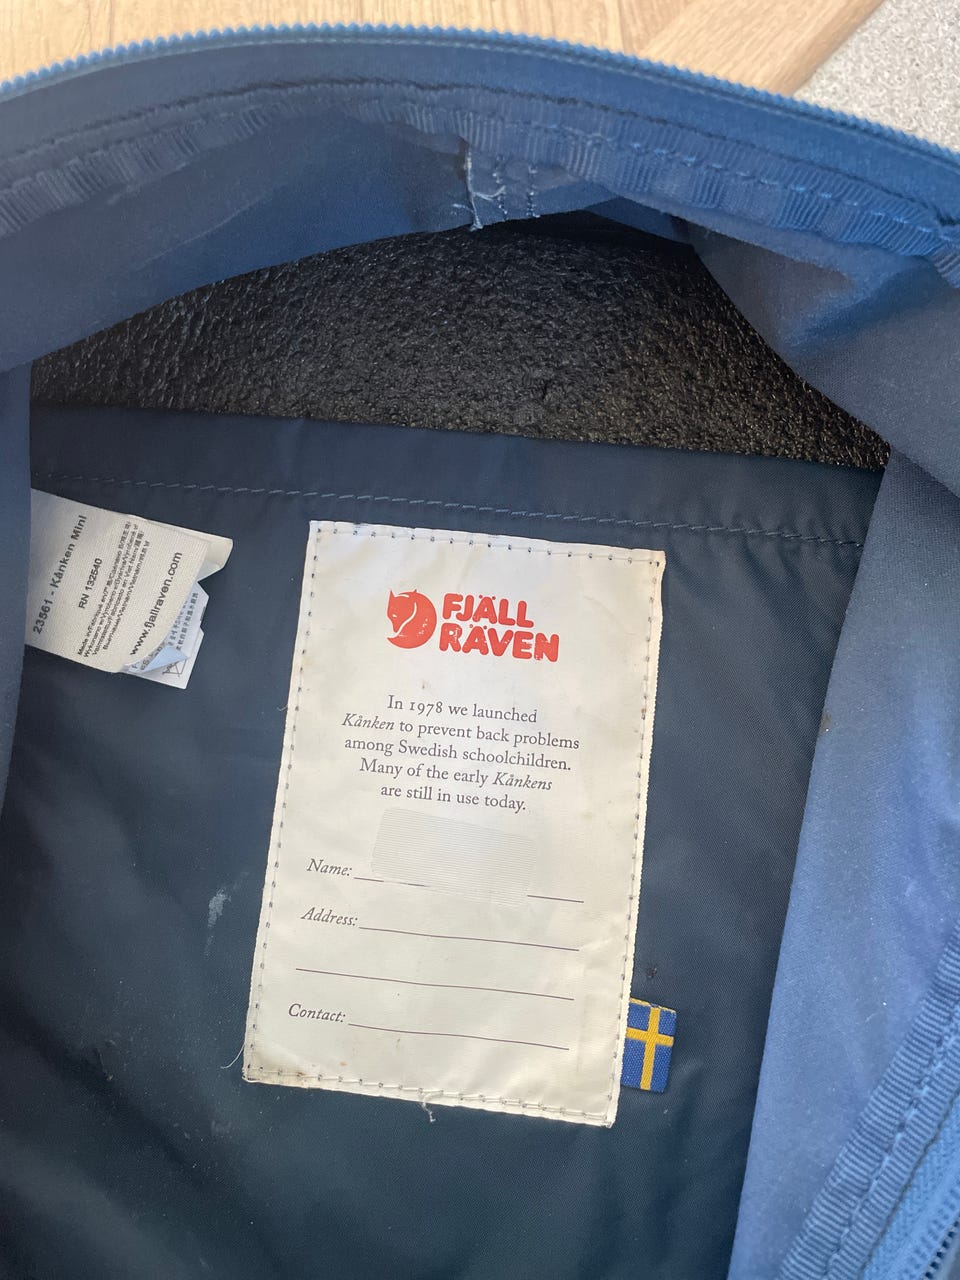 23561 - Kånken Mini
RN 132540
www.fjallraven.com
FJÄLL
RÄVEN
In 1978 we launched
Kånken to prevent back problems
among Swedish schoolchildren.
Many of the early Kånkens
are still in use today.
Name:
Address:
Contact: